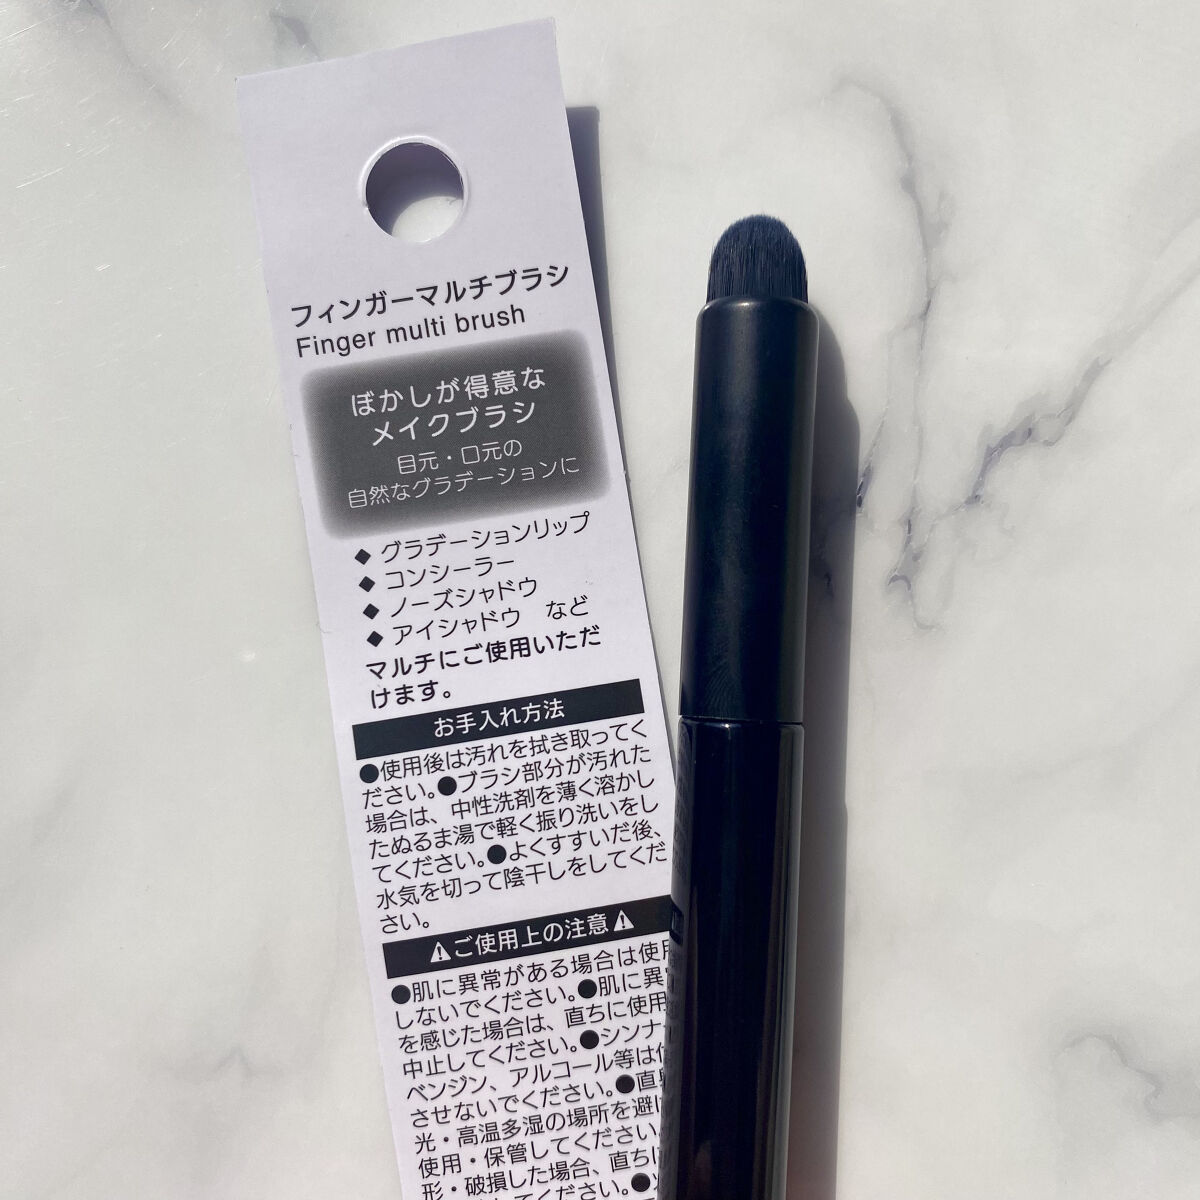 フィンガーマルチブラシ
Finger multi brush
ぼかしが得意な
メイクブラシ
目元・口元の
自然なグラデーションに
◆ グラデーションリップ
◆ コンシーラー
◆ ノーズシャドウ
◆ アイシャドウ　など
マルチにご使用いただ
けます。
お手入れ方法
●使用後は汚れを拭き取ってく
ださい。●ブラシ部分が汚れた
場合は、中性洗剤を薄く溶かし
たぬるま湯で軽く振り洗いをし
てください。●よくすすいだ後、
水気を切って陰干しをしてくだ
さい。
⚠ご使用上の注意⚠
●肌に異常がある場合は使用
しないでください。●肌に異
を感じた場合は、直ちに使用
中止してください。●シンナ
ベンジン、アルコール等は
させないでください。●直
光・高温多湿の場所を避
使用・保管してください。
形・破損した場合、直ち
てください。●